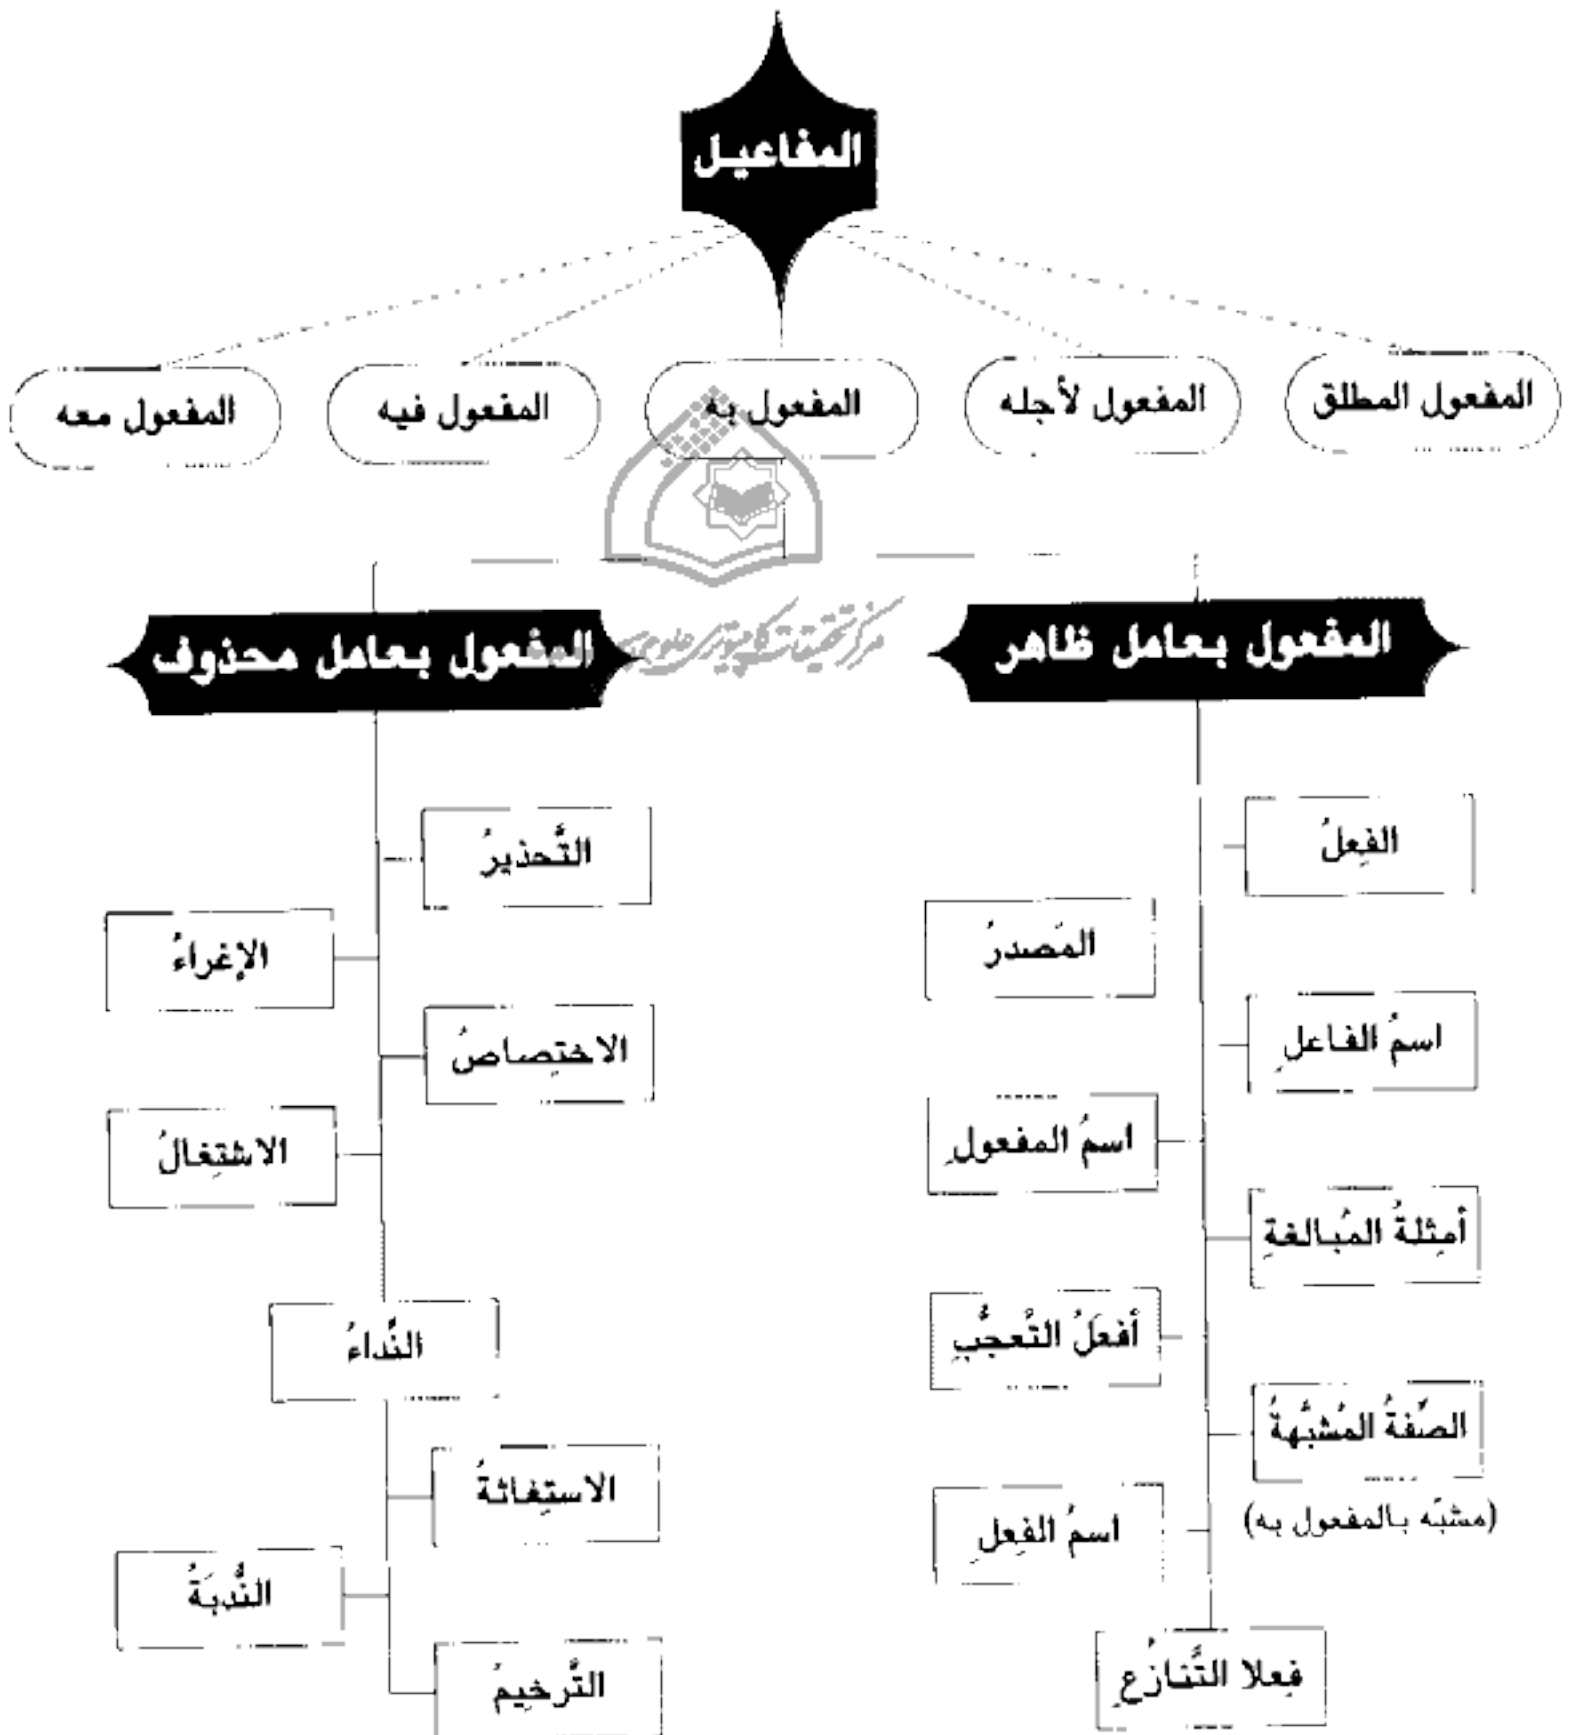 المفاعيل
المفعول المطلق
المفعول لأجله
المفعول به
المفعول فيه
المفعول معه
المفعول بعامل ظاهر
الفِعلُ
المَصدرُ
اسمُ الفاعلِ
اسمُ المفعولِ
أمثِلةُ المُبالغةِ
أفعَلُ التَّعجُّبِ
الصِّفةُ المُشبَّهةُ
(مشبّه بالمفعول به)
اسمُ الفِعلِ
فِعلا التَّنازُعِ
المفعول بعامل محذوف
التَّحذيرُ
الإغراءُ
الاختِصاصُ
الاشتِغالُ
النِّداءُ
الاستِغاثةُ
النُّدبَةُ
التَّرخيمُ